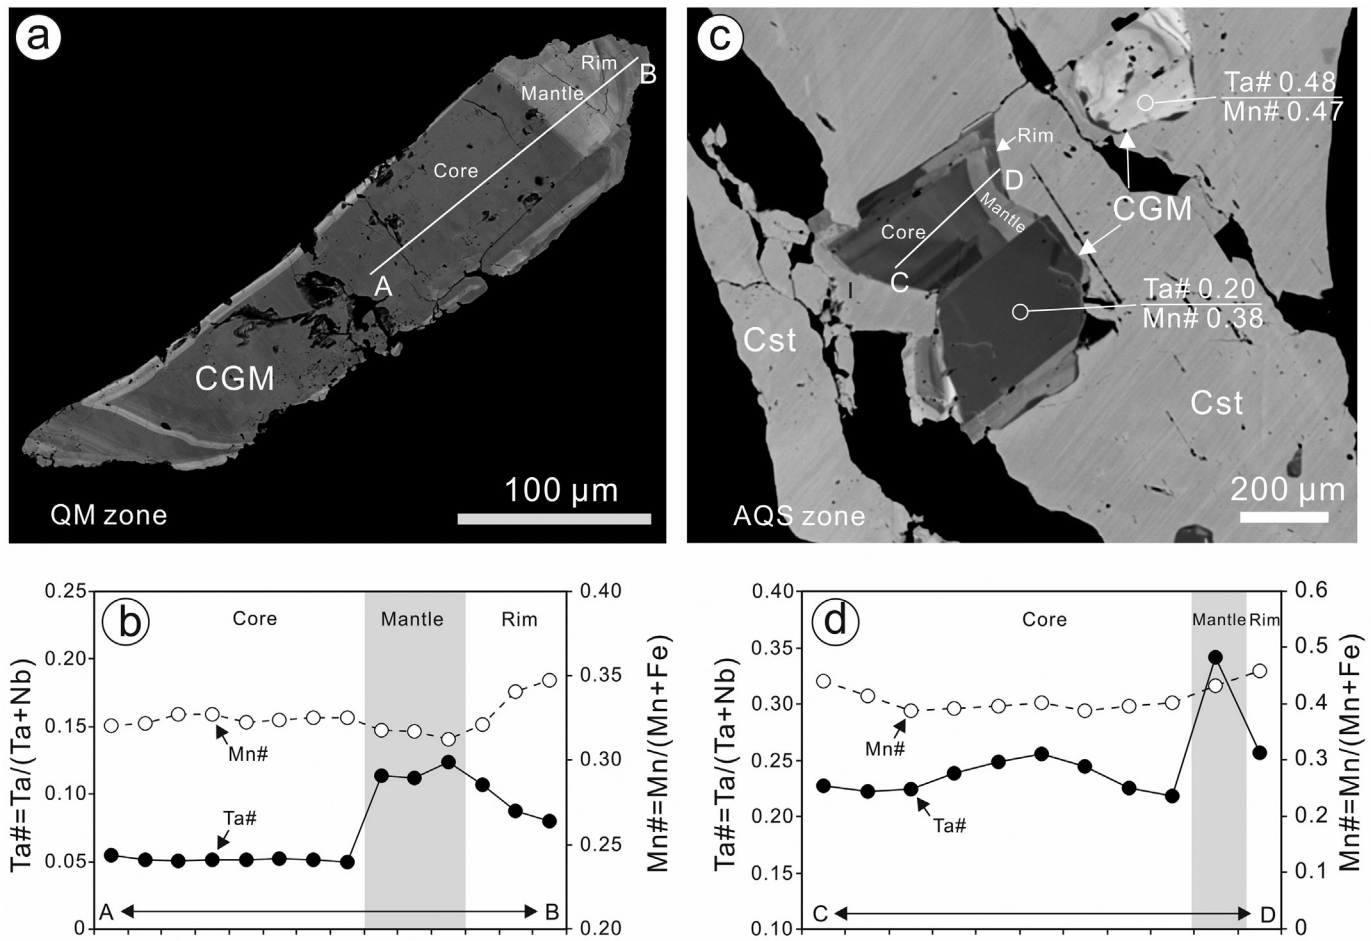 a
Rim
B
Mantle
Core
A
CGM
100 µm
QM zone
c
Ta# 0.48
Mn# 0.47
Rim
D
Mantle
CGM
Core
C
Ta# 0.20
Mn# 0.38
Cst
Cst
200 µm
AQS zone
b
Core
Mantle
Rim
0.25
0.20
0.15
0.10
0.05
0
Ta#=Ta/(Ta+Nb)
Mn#
Ta#
A
B
0.40
0.35
0.30
0.25
0.20
Mn#=Mn/(Mn+Fe)
d
Core
Mantle
Rim
0.40
0.35
0.30
0.25
0.20
0.15
0.10
Ta#=Ta/(Ta+Nb)
Mn#
Ta#
C
D
0.6
0.5
0.4
0.3
0.2
0.1
0
Mn#=Mn/(Mn+Fe)